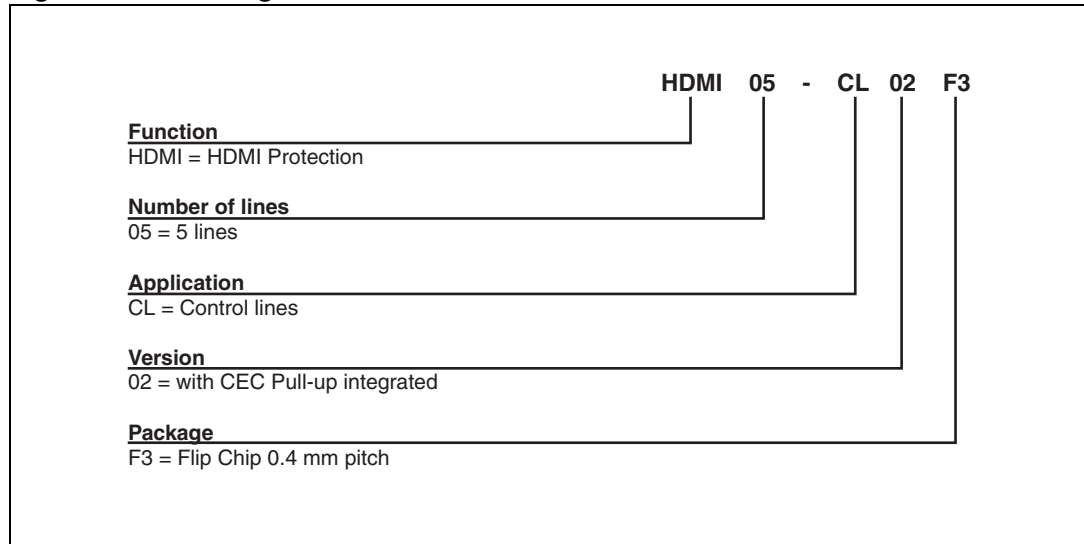 HDMI 05 - CL 02 F3
Function
HDMI = HDMI Protection
Number of lines
05 = 5 lines
Application
CL = Control lines
Version
02 = with CEC Pull-up integrated
Package
F3 = Flip Chip 0.4 mm pitch